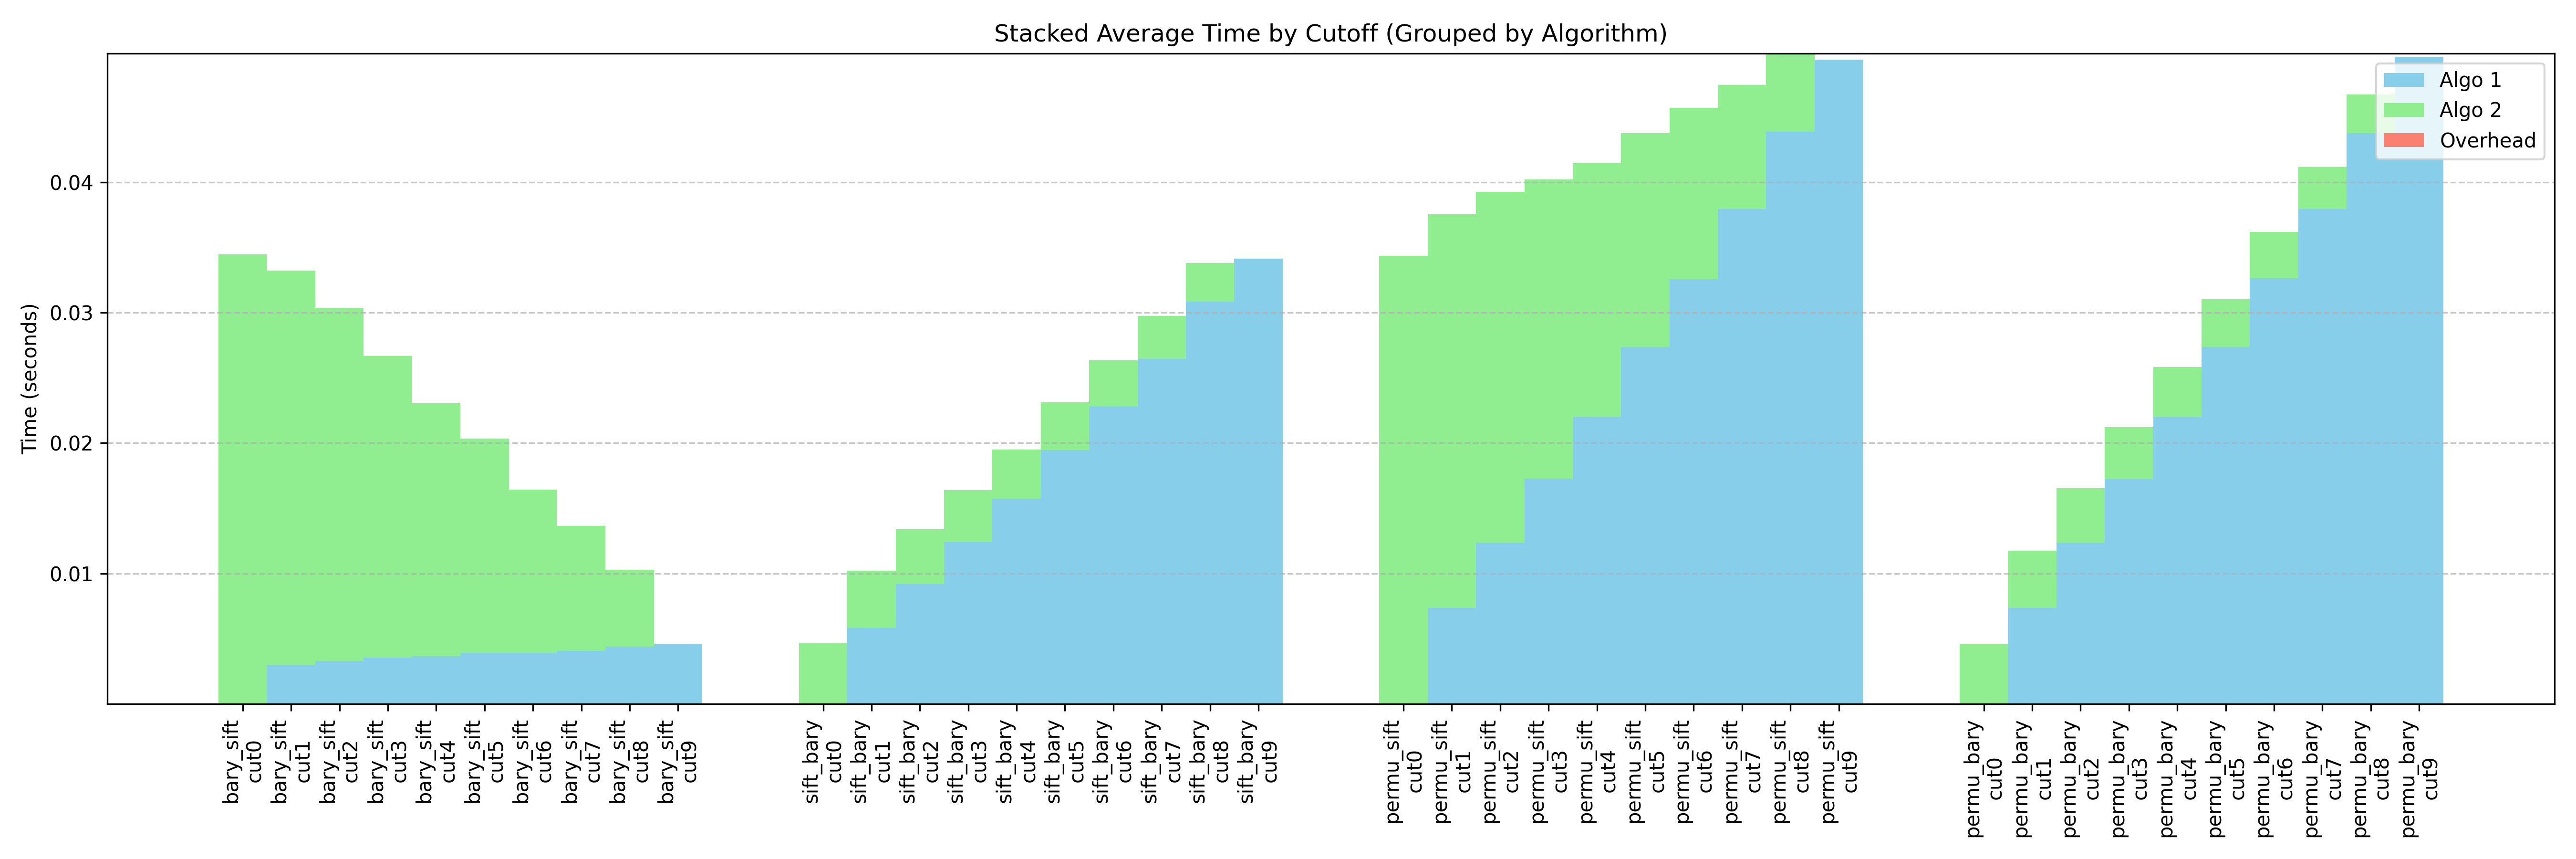 Stacked Average Time by Cutoff (Grouped by Algorithm)
Time (seconds)
0.04
0.03
0.02
0.01
Algo 1
Algo 2
Overhead
bary_sift
cut0
bary_sift
cut1
bary_sift
cut2
bary_sift
cut3
bary_sift
cut4
bary_sift
cut5
bary_sift
cut6
bary_sift
cut7
bary_sift
cut8
bary_sift
cut9
sift_bary
cut0
sift_bary
cut1
sift_bary
cut2
sift_bary
cut3
sift_bary
cut4
sift_bary
cut5
sift_bary
cut6
sift_bary
cut7
sift_bary
cut8
sift_bary
cut9
permu_sift
cut0
permu_sift
cut1
permu_sift
cut2
permu_sift
cut3
permu_sift
cut4
permu_sift
cut5
permu_sift
cut6
permu_sift
cut7
permu_sift
cut8
permu_sift
cut9
permu_bary
cut0
permu_bary
cut1
permu_bary
cut2
permu_bary
cut3
permu_bary
cut4
permu_bary
cut5
permu_bary
cut6
permu_bary
cut7
permu_bary
cut8
permu_bary
cut9